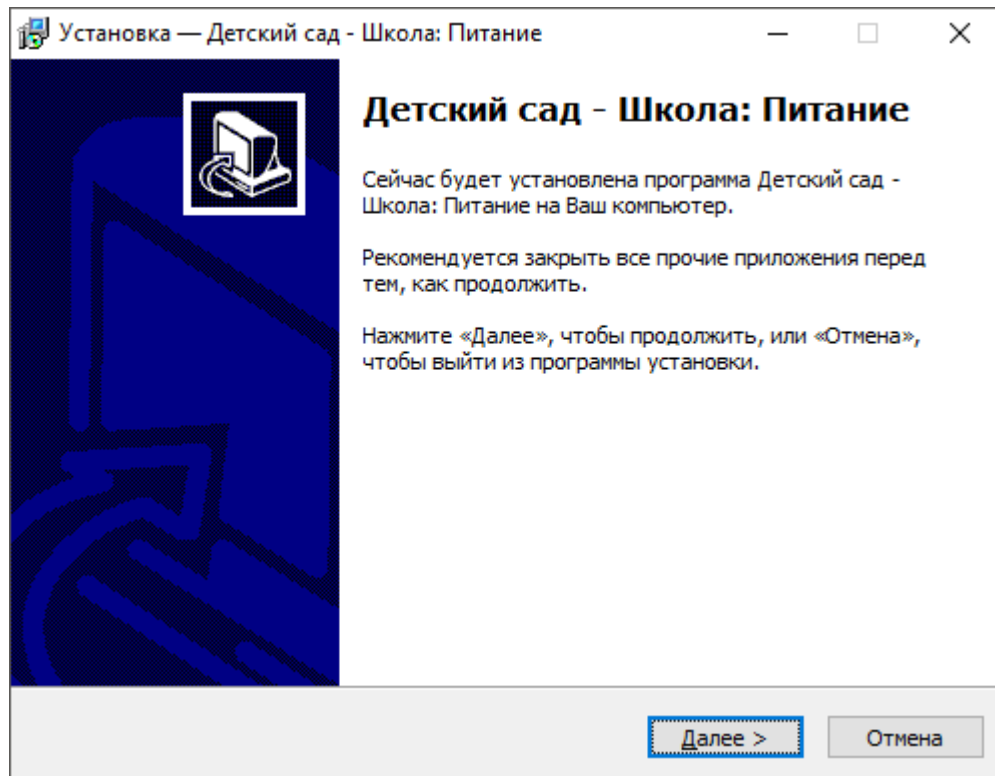 Установка — Детский сад - Школа: Питание
Детский сад - Школа: Питание
Сейчас будет установлена программа Детский сад -
Школа: Питание на Ваш компьютер.
Рекомендуется закрыть все прочие приложения перед
тем, как продолжить.
Нажмите «Далее», чтобы продолжить, или «Отмена»,
чтобы выйти из программы установки.
Далее >
Отмена